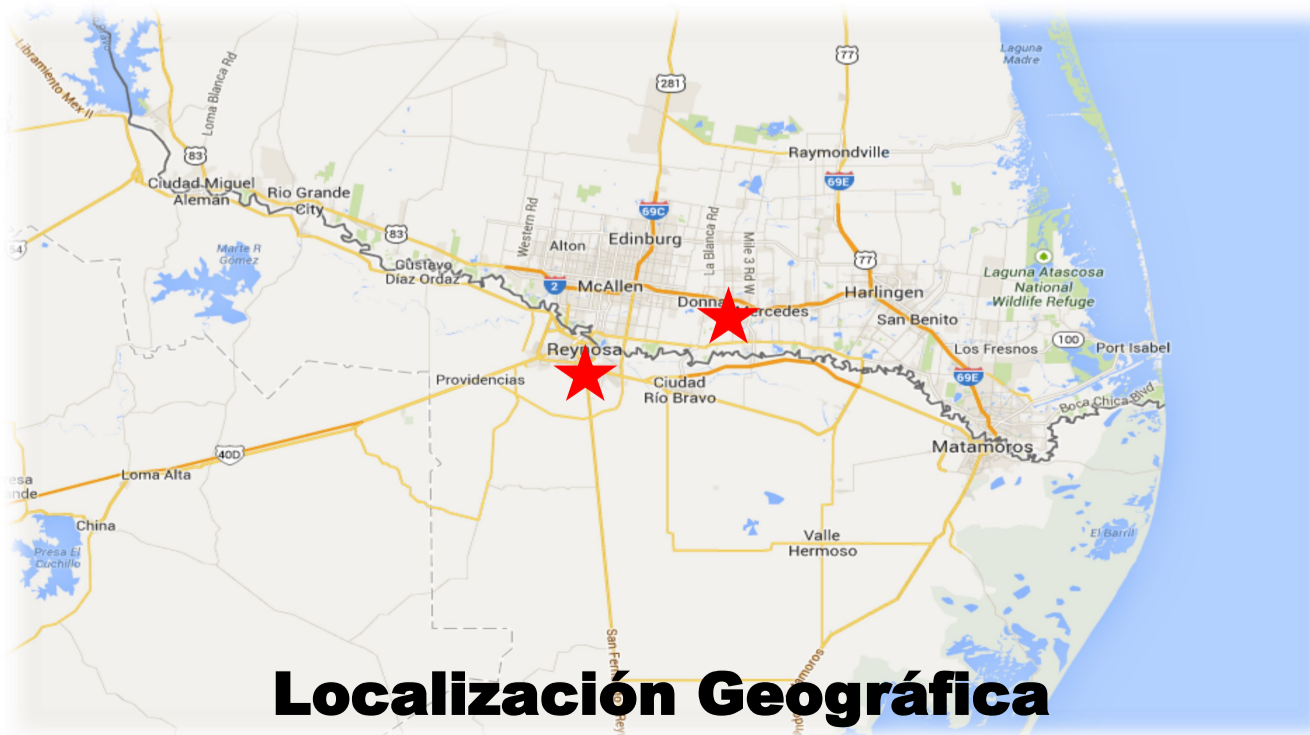 Laguna
Madre
77
281
83
Libramiento Mex II
Loma Blanca Rd
Raymondville
69E
Ciudad Miguel
Aleman
Rio Grande
City
83
69C
Western Rd
La Blanca Rd
Mile 3 Rd W
Alton
Edinburg
54
Marte R
Gomez
Gustavo
Díaz Ordaz
2
McAllen
Donna
Mercedes
77
Harlingen
Laguna Atascosa
National
Wildlife Refuge
San Benito
Reynosa
Los Fresnos
100
Port Isabel
Providencias
Ciudad
Río Bravo
69E
Boca Chica Blvd
Matamoros
40D
Loma Alta
China
Presa El
Cuchillo
Valle
Hermoso
El Barril
Localización Geográfica